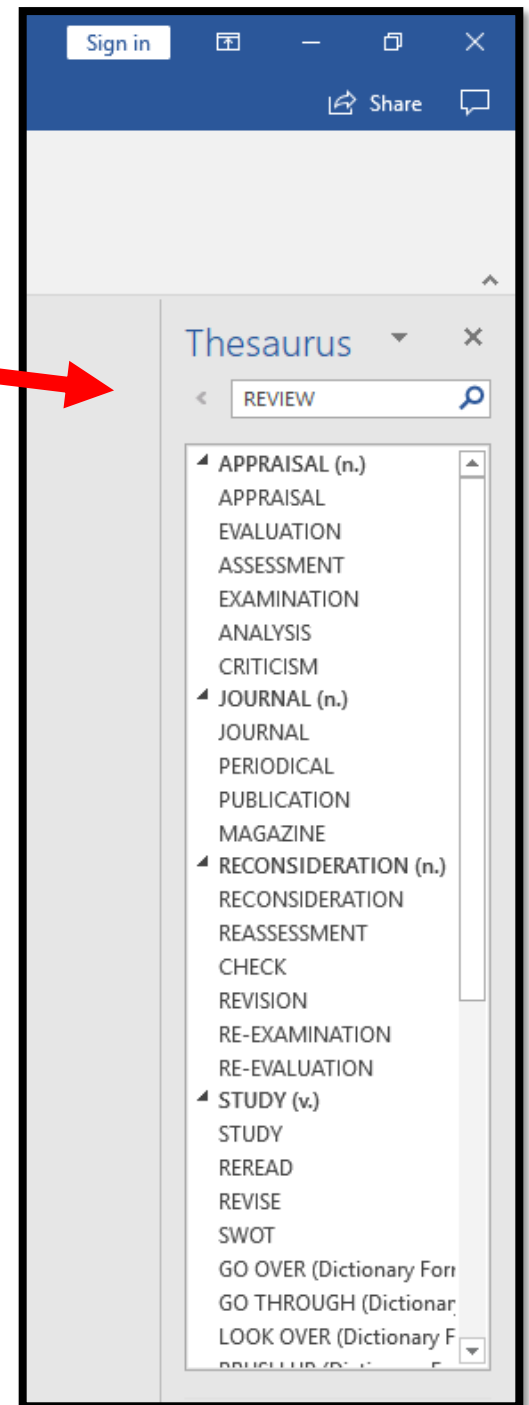 Sign in
Share
Thesaurus
REVIEW
APPRAISAL (n.)
APPRAISAL
EVALUATION
ASSESSMENT
EXAMINATION
ANALYSIS
CRITICISM
JOURNAL (n.)
JOURNAL
PERIODICAL
PUBLICATION
MAGAZINE
RECONSIDERATION (n.)
RECONSIDERATION
REASSESSMENT
CHECK
REVISION
RE-EXAMINATION
RE-EVALUATION
STUDY (v.)
STUDY
REREAD
REVISE
SWOT
GO OVER (Dictionary
GO THROUGH
LOOK OVER (Dictionary